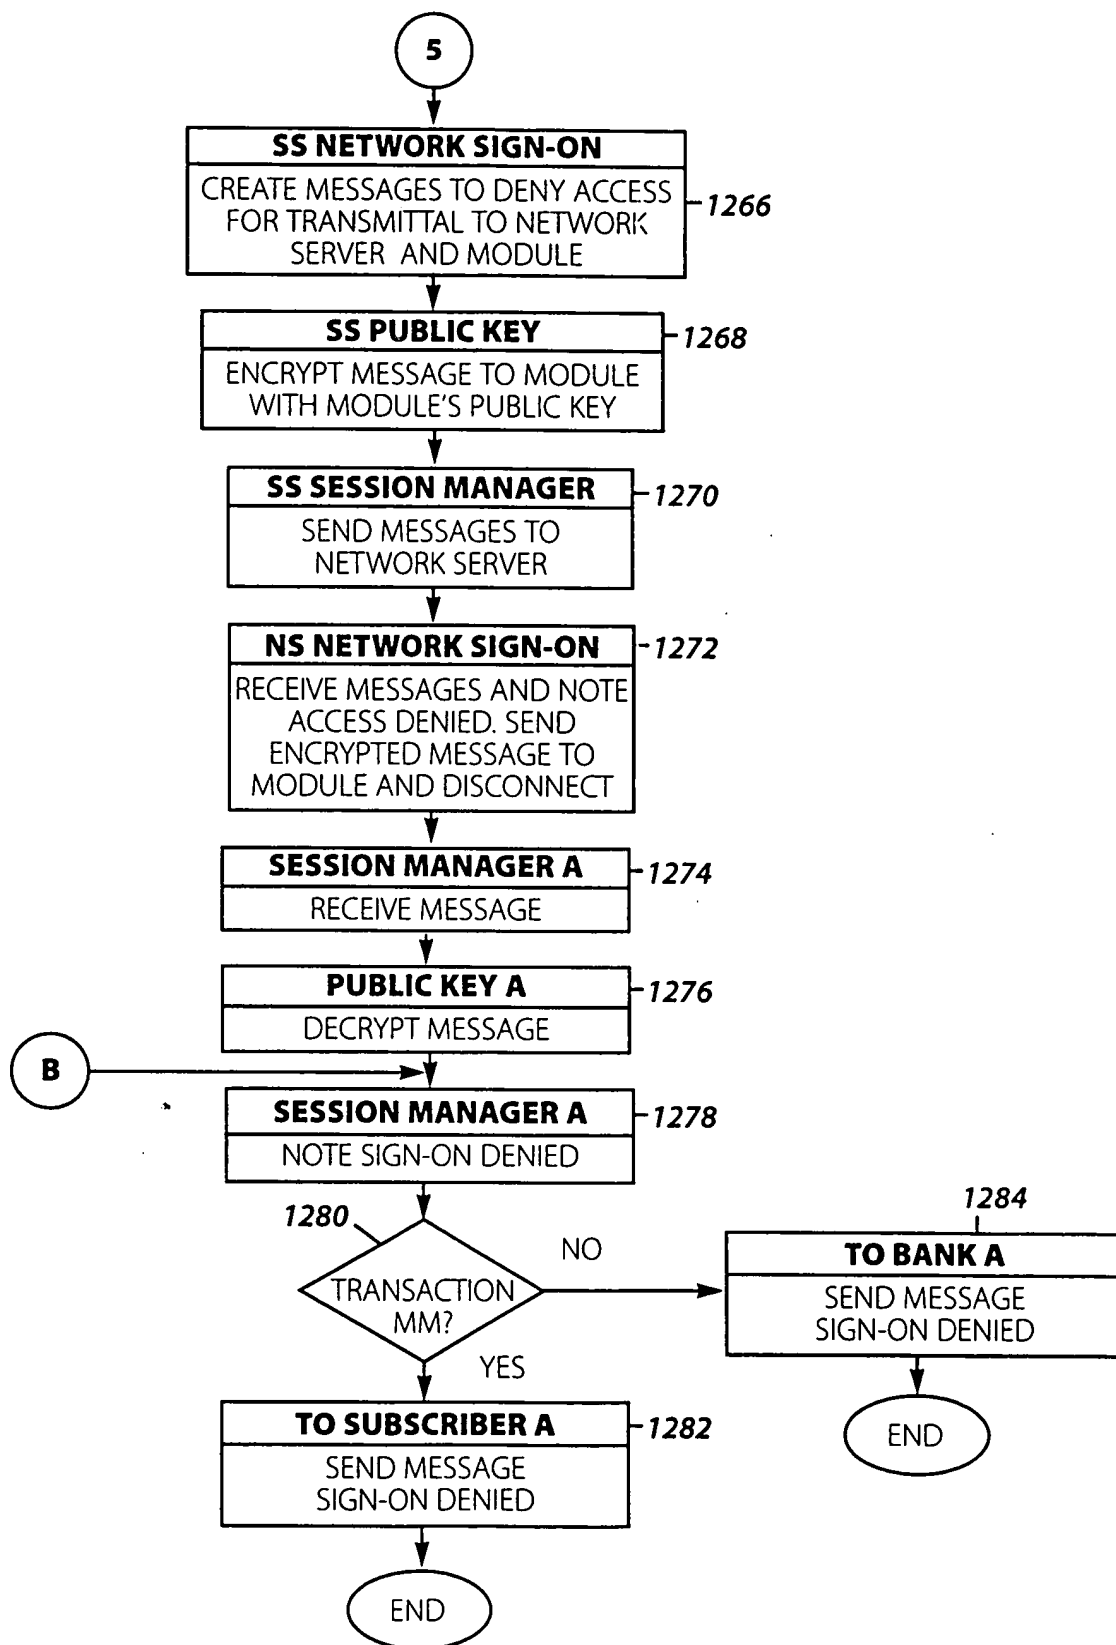 5
SS NETWORK SIGN-ON
CREATE MESSAGES TO DENY ACCESS
FOR TRANSMITTAL TO NETWORK
SERVER AND MODULE
1266
SS PUBLIC KEY
1268
ENCRYPT MESSAGE TO MODULE
WITH MODULE'S PUBLIC KEY
SS SESSION MANAGER
1270
SEND MESSAGES TO
NETWORK SERVER
NS NETWORK SIGN-ON
1272
RECEIVE MESSAGES AND NOTE
ACCESS DENIED. SEND
ENCRYPTED MESSAGE TO
MODULE AND DISCONNECT
SESSION MANAGER A
1274
RECEIVE MESSAGE
PUBLIC KEY A
1276
DECRYPT MESSAGE
B
SESSION MANAGER A
1278
NOTE SIGN-ON DENIED
1280
TRANSACTION
MM?
NO
1284
TO BANK A
SEND MESSAGE
SIGN-ON DENIED
END
YES
TO SUBSCRIBER A
1282
SEND MESSAGE
SIGN-ON DENIED
END